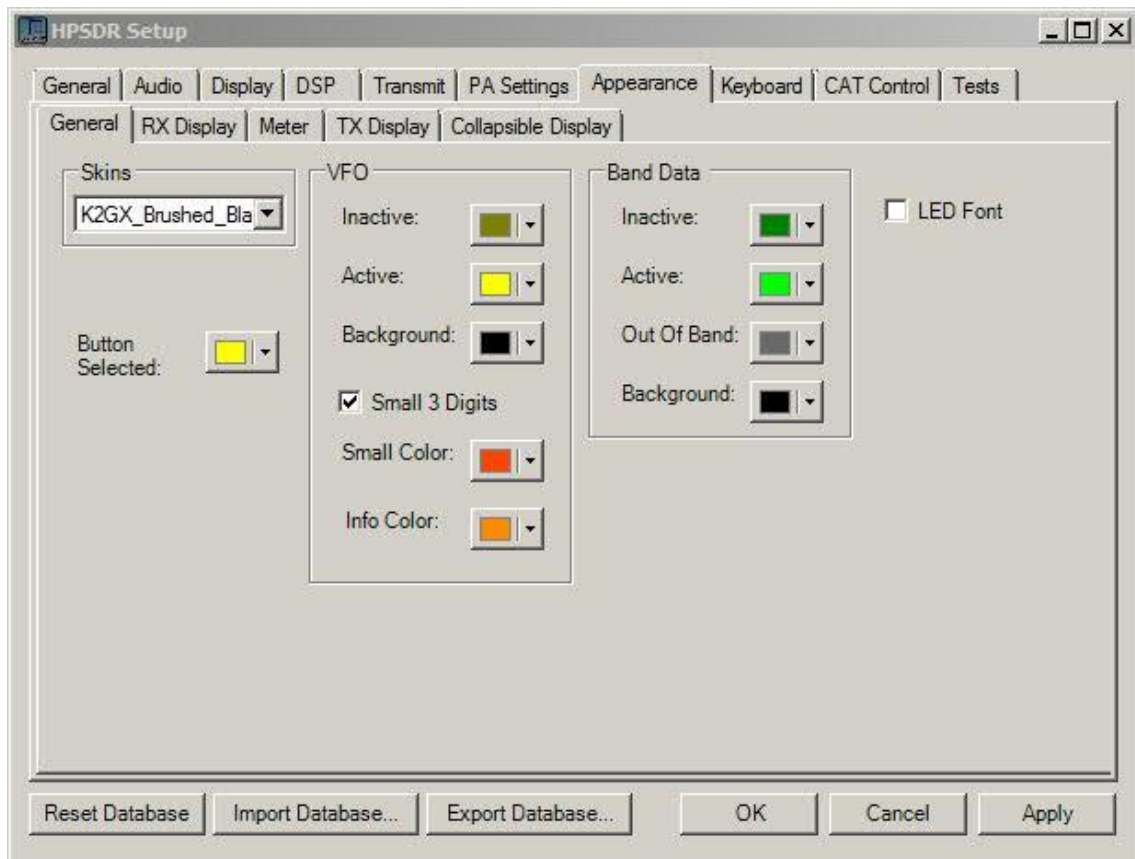 HPSDR Setup
General Audio Display DSP Transmit PA Settings Appearance Keyboard CAT Control Tests
General RX Display Meter TX Display Collapsible Display
Skins
K2GX_Brushed_Bla
Button
Selected:
VFO
Inactive:
Active:
Background:
Small 3 Digits
Small Color:
Info Color:
Band Data
Inactive:
Active:
Out Of Band:
Background:
LED Font
Reset Database Import Database... Export Database... OK Cancel Apply